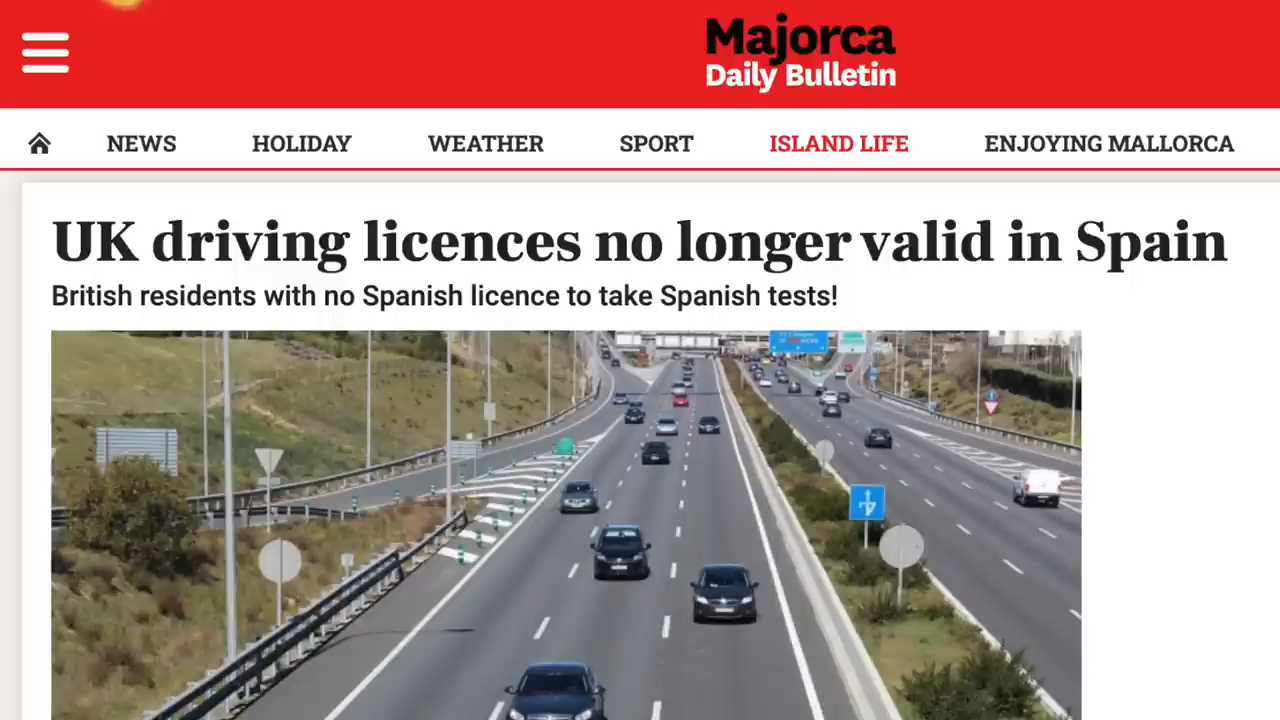 Majorca
Daily Bulletin
NEWS HOLIDAY WEATHER SPORT ISLAND LIFE ENJOYING MALLORCA
UK driving licences no longer valid in Spain
British residents with no Spanish licence to take Spanish tests!